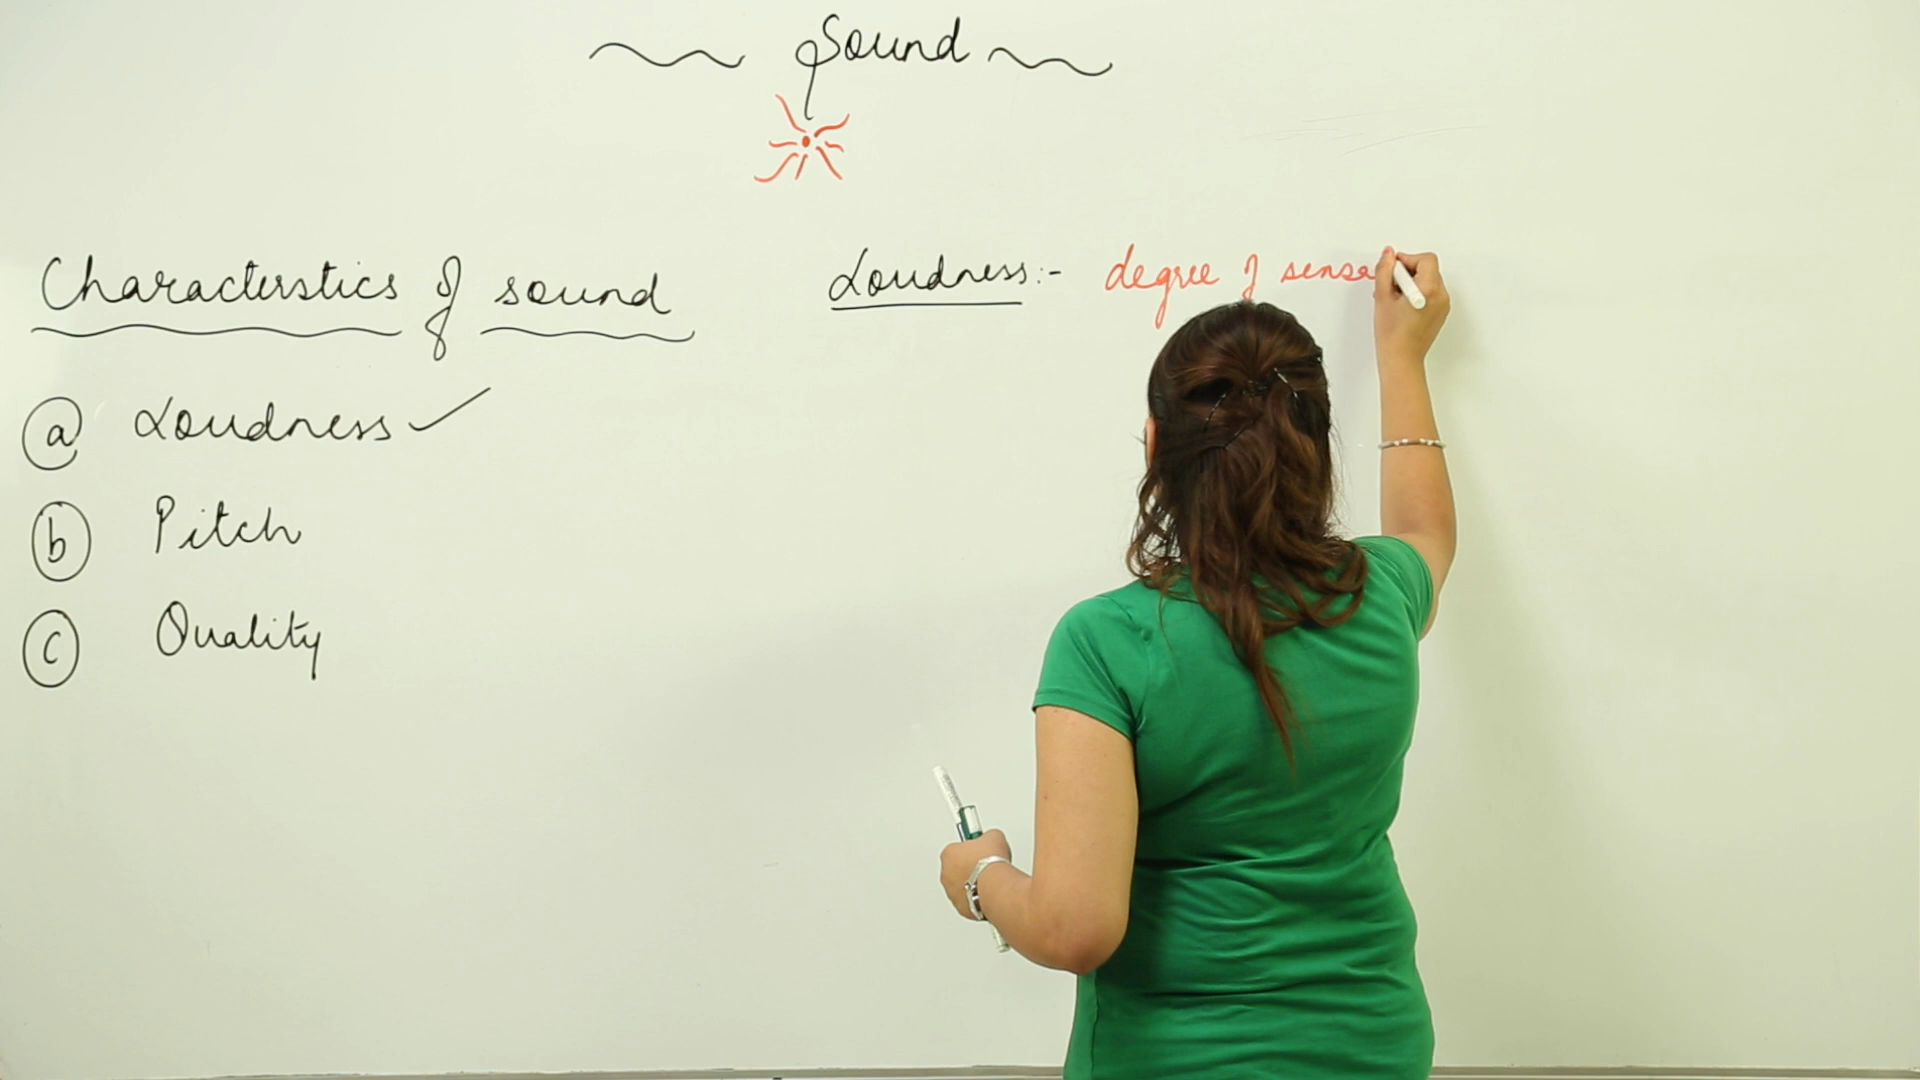 Sound
Characterstics of sound
Loudness:- degree of sensa
a Loudness
b Pitch
c Quality